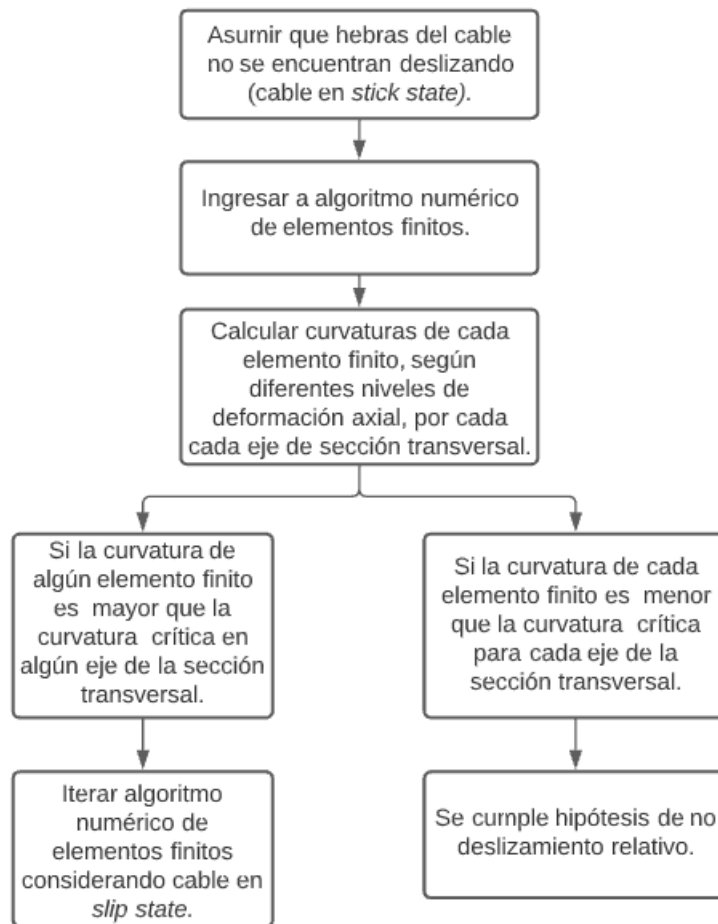 Asumir que hebras del cable
no se encuentran deslizando
(cable en stick state).
Ingresar a algoritmo numérico
de elementos finitos.
Calcular curvaturas de cada
elemento finito, según
diferentes niveles de
deformación axial, por cada
cada eje de sección transversal.
Si la curvatura de
algún elemento finito
es mayor que la
curvatura crítica en
algún eje de la sección
transversal.
Si la curvatura de cada
elemento finito es menor
que la curvatura crítica
para cada eje de la
sección transversal.
Iterar algoritmo
numérico de
elementos finitos
considerando cable en
slip state.
Se cumple hipótesis de no
deslizamiento relativo.